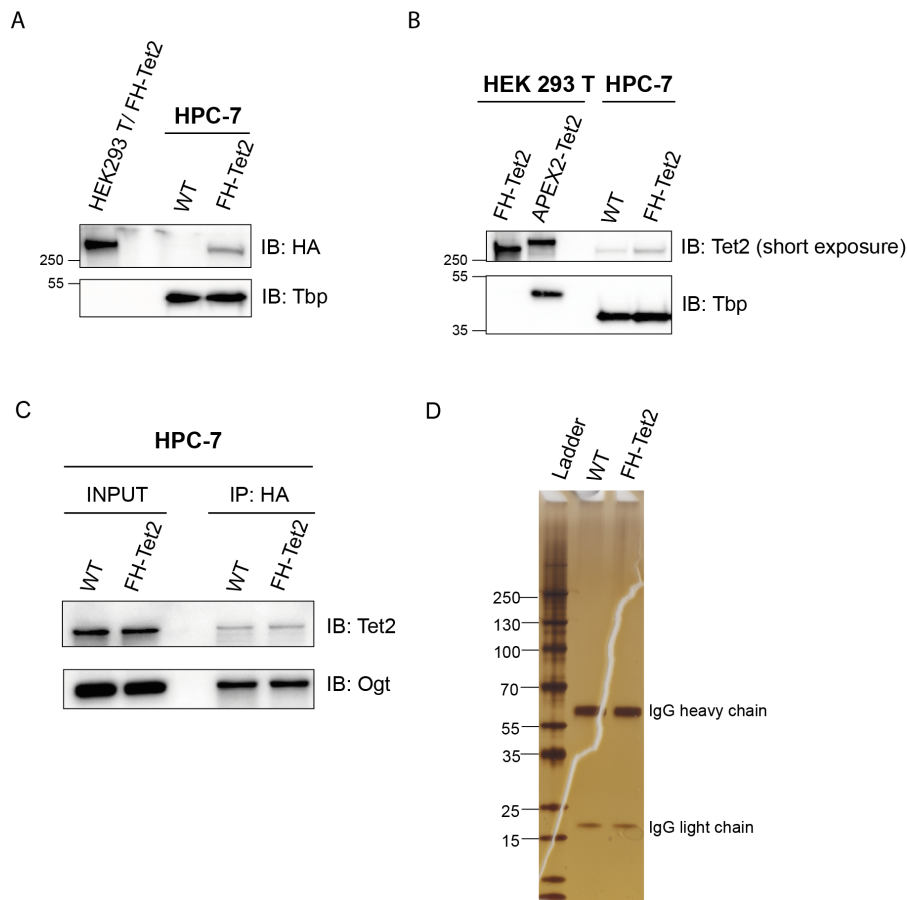 A
HEK293 T/ FH-Tet2
HPC-7
WT
FH-Tet2
IB: HA
250
55
IB: Tbp
B
HEK 293 T
HPC-7
FH-Tet2
APEX2-Tet2
WT
FH-Tet2
IB: Tet2 (short exposure)
250
55
IB: Tbp
35
C
HPC-7
INPUT
IP: HA
WT
FH-Tet2
WT
FH-Tet2
IB: Tet2
IB: Ogt
D
Ladder
WT
FH-Tet2
250
130
100
70
IgG heavy chain
55
35
25
IgG light chain
15